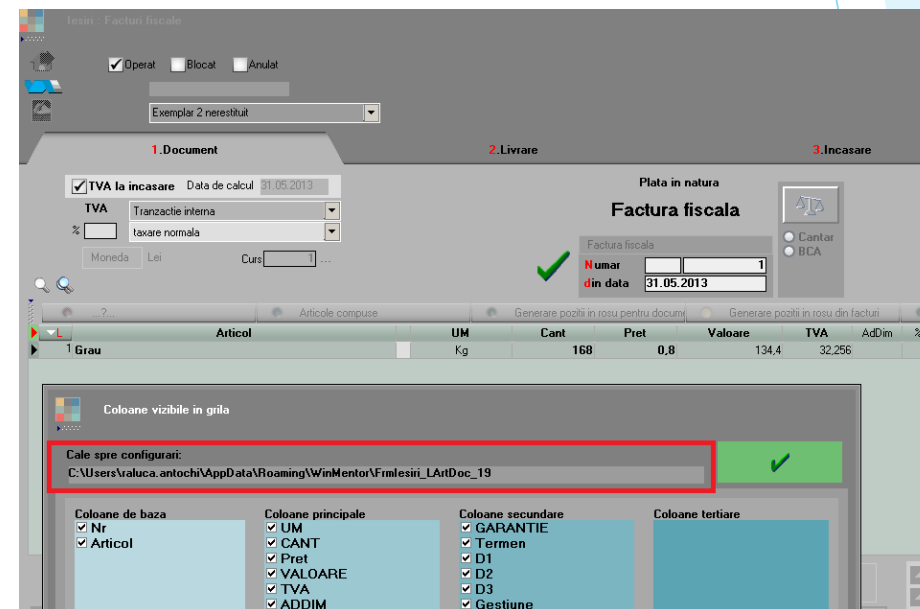 Iesiri : Facturi fiscale
Operat Blocat Anulat
Exemplar 2 nerestituit
1.Document 2.Livrare 3.Incasare
TVA la incasare Data de calcul 31.05.2013
Plata in natura
TVA Tranzactie interna
Factura fiscala
% taxare normala
Cantar
Factura fiscala
BCA
Moneda Lei Curs 1 ...
Numar 1
din data 31.05.2013
...?... Articole compuse Generare pozitii in rosu pentru docume Generare pozitii in rosu din facturi
L Articol UM Cant Pret Valoare TVA AdDim %
1 Grau Kg 168 0,8 134,4 32,256
Coloane vizibile in grila
Cale spre configurari:
C:\Users\raluca.antochi\AppData\Roaming\WinMentor\FrmIesiri_LArtDoc_19
Coloane de baza Coloane principale Coloane secundare Coloane tertiare
Nr UM GARANTIE
Articol CANT Termen
Pret D1
VALOARE D2
TVA D3
ADDIM Gestiune